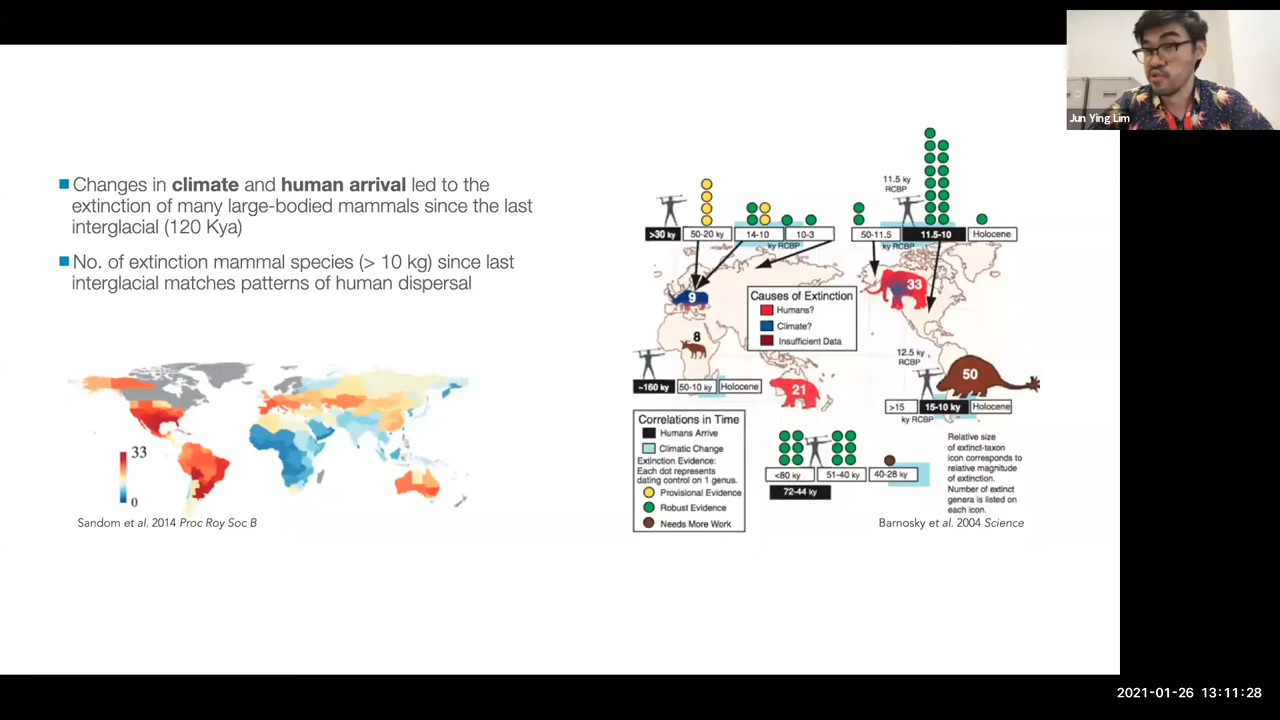 Jun Ying Lim
Changes in climate and human arrival led to the
extinction of many large-bodied mammals since the last
interglacial (120 Kya)
No. of extinction mammal species (> 10 kg) since last
interglacial matches patterns of human dispersal
33
0
Sandom et al. 2014 Proc Roy Soc B
11.5 ky
RCBP
>30 ky
50-20 ky
14-10
10-3
ky RCBP
50-11.5
11.5-10
Holocene
ky RCBP
9
33
Causes of Extinction
Humans?
Climate?
Insufficient Data
8
12.5 ky
RCBP
~160 ky
50-10 ky
Holocene
21
50
>15
15-10 ky
Holocene
ky RCBP
Correlations in Time
Humans Arrive
Climatic Change
Extinction Evidence:
Each dot represents
dating control on 1 genus.
Provisional Evidence
Robust Evidence
Needs More Work
<80 ky
51-40 ky
40-28 ky
72-44 ky
Relative size
of extinct-taxon
icon corresponds to
relative magnitude
of extinction.
Number of extinct
genera is listed on
each icon.
Barnosky et al. 2004 Science
2021-01-26 13:11:28